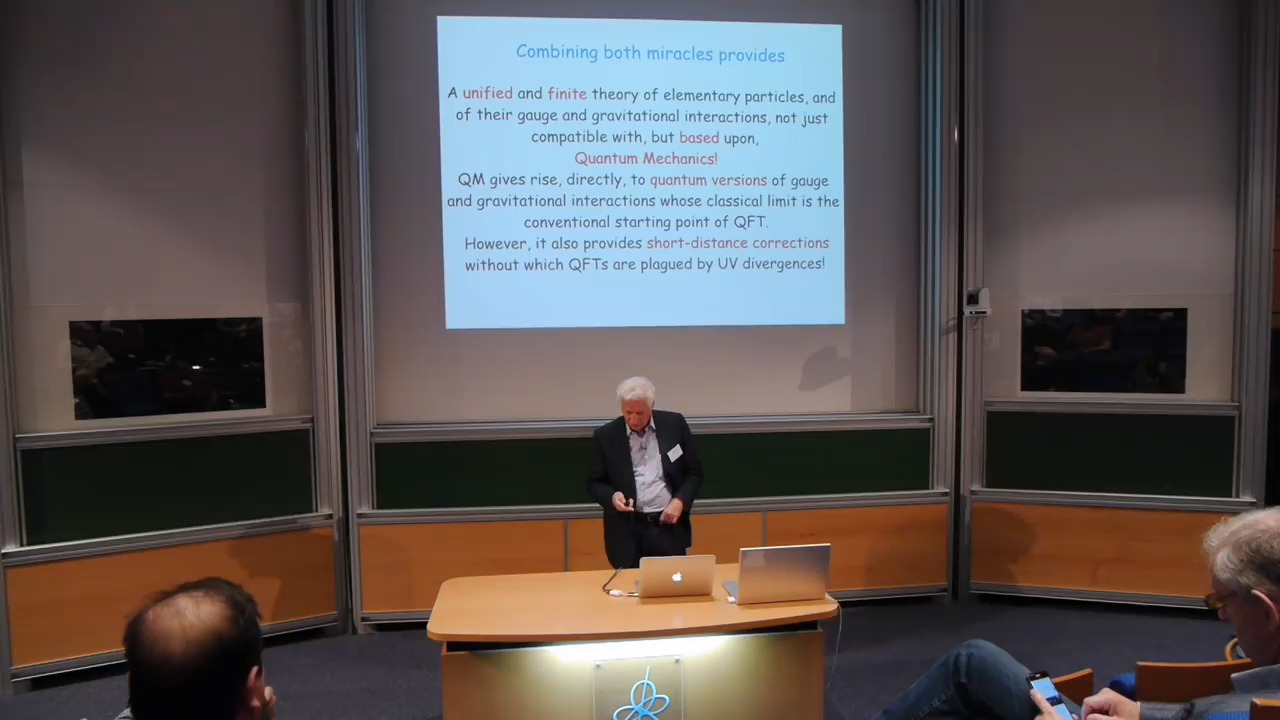 Combining both miracles provides
A unified and finite theory of elementary particles, and
of their gauge and gravitational interactions, not just
compatible with, but based upon,
Quantum Mechanics!
QM gives rise, directly, to quantum versions of gauge
and gravitational interactions whose classical limit is the
conventional starting point of QFT.
However, it also provides short-distance corrections
without which QFTs are plagued by UV divergences!